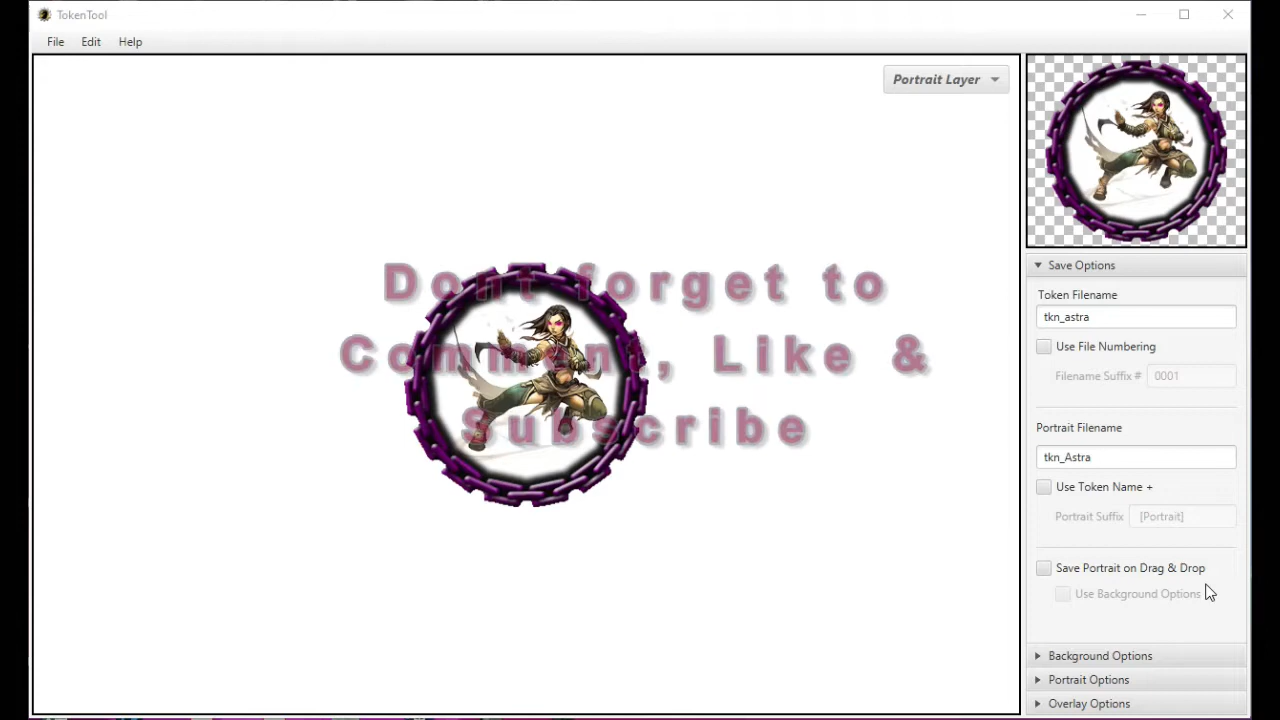 TokenTool
File Edit Help
Portrait Layer
Dont forget to
Comment, Like &
Subscribe
Save Options
Token Filename
tkn_astra
Use File Numbering
Filename Suffix # 0001
Portrait Filename
tkn_Astra
Use Token Name +
Portrait Suffix [Portrait]
Save Portrait on Drag & Drop
Use Background Options
Background Options
Portrait Options
Overlay Options